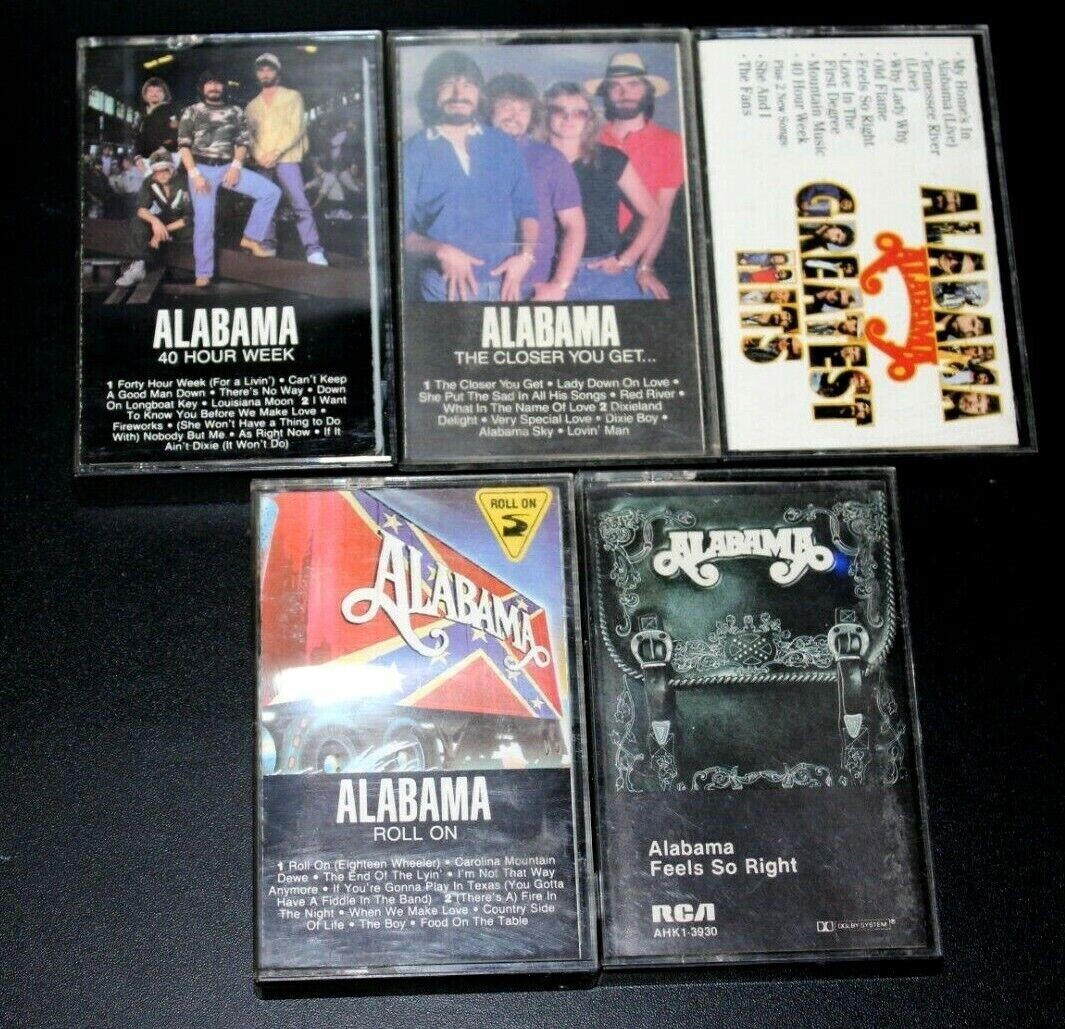 ALABAMA
40 HOUR WEEK
1 Forty Hour Week (For a Livin') • Can't Keep
A Good Man Down • There's No Way • Down
On Longboat Key • Louisiana Moon 2 I Want
To Know You Before We Make Love •
Fireworks • (She Won't Have a Thing to Do
With) Nobody But Me • As Right Now • If It
Ain't Dixie (It Won't Do)
ALABAMA
THE CLOSER YOU GET...
1 The Closer You Get • Lady Down On Love •
She Put The Sad In All His Songs • Red River •
What In The Name Of Love 2 Dixieland
Delight • Very Special Love • Dixie Boy •
Alabama Sky • Lovin' Man
ALABAMA
ALABAMA
GREATEST
HITS
• My Home's In
Alabama (Live)
• Tennessee River
(Live)
• Why Lady Why
• Old Flame
• Feels So Right
• Love In The
First Degree
• Mountain Music
• 40 Hour Week
Plus 2 New Songs
• She And I
• The Fans
ROLL ON
ALABAMA
ALABAMA
ROLL ON
1 Roll On (Eighteen Wheeler) • Carolina Mountain
Dewe • The End Of The Lyin' • I'm Not That Way
Anymore • If You're Gonna Play In Texas (You Gotta
Have A Fiddle In The Band) 2 (There's A) Fire In
The Night • When We Make Love • Country Side
Of Life • The Boy • Food On The Table
ALABAMA
Alabama
Feels So Right
RCA
AHK1-3930
DOLBY SYSTEM®